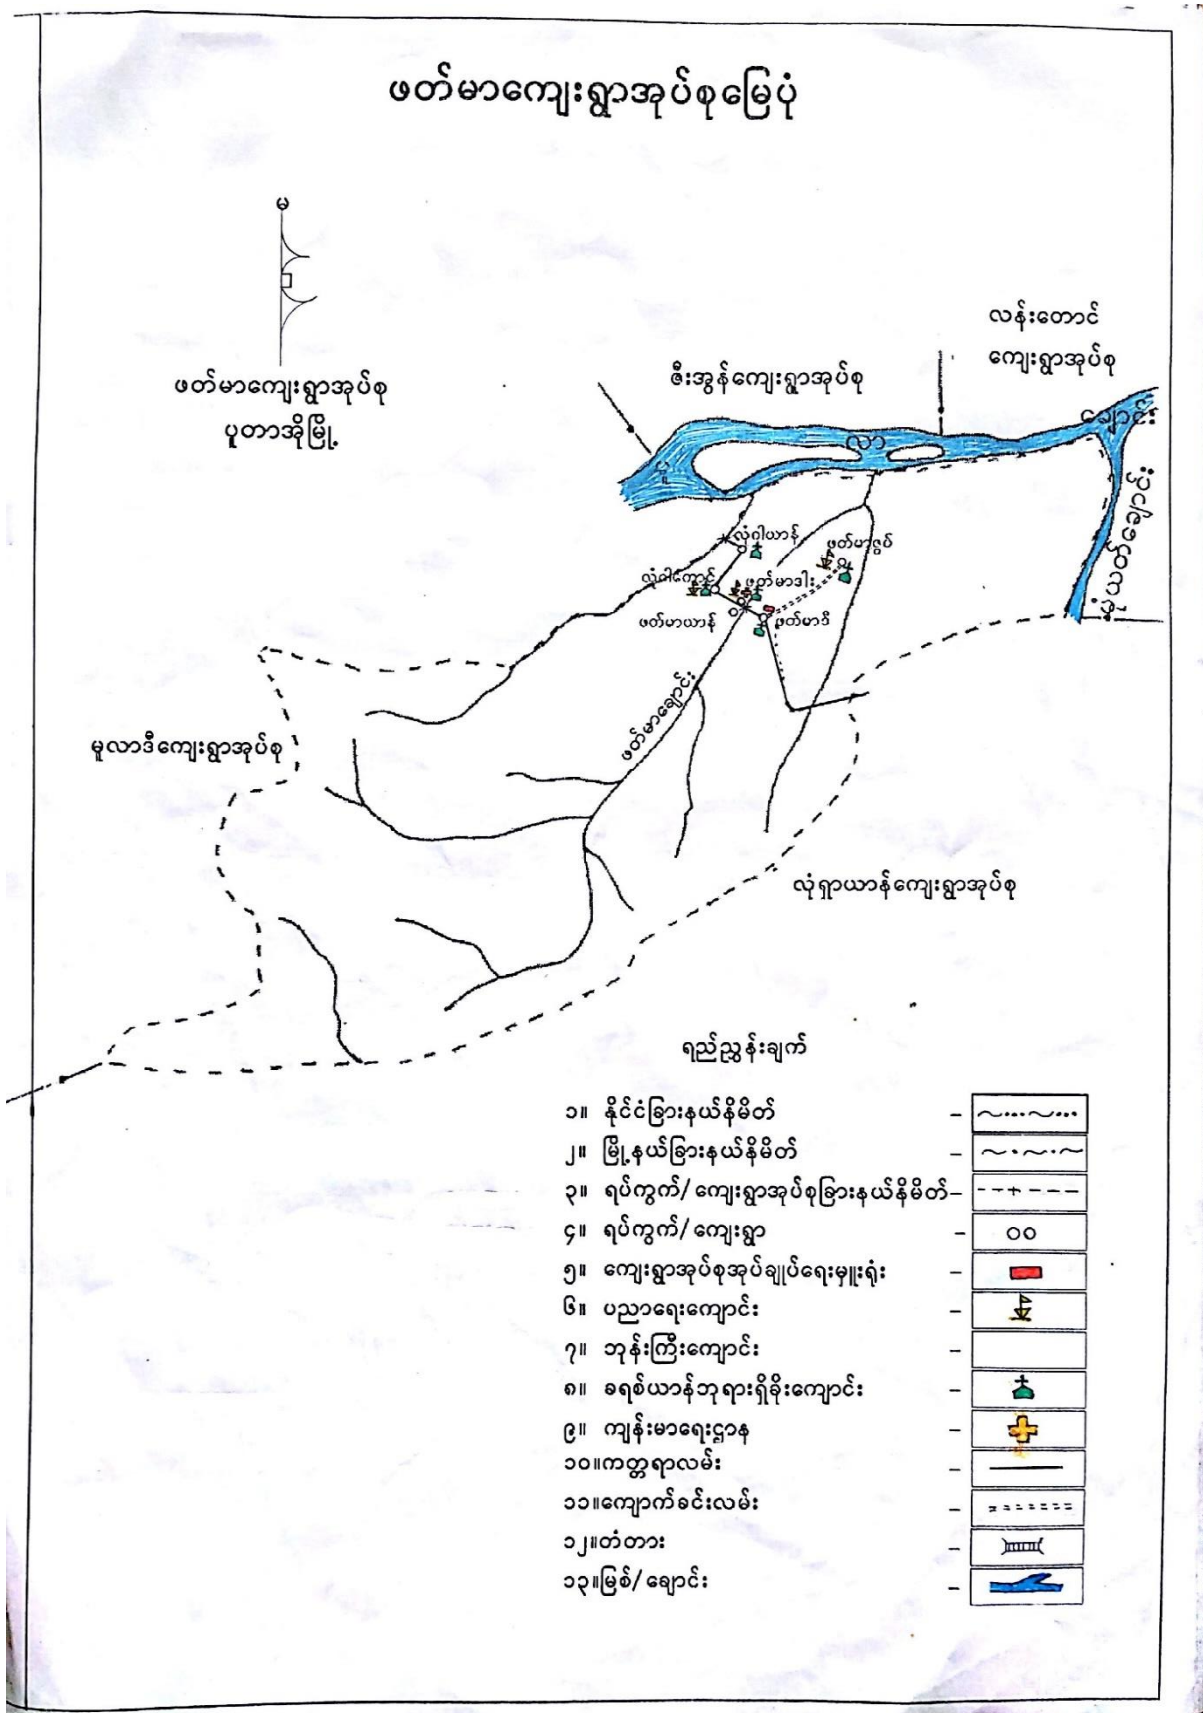 ဖတ်မာကျေးရွာအုပ်စုမြေပုံ
မ
ဖတ်မာကျေးရွာအုပ်စု
ပူတာအိုမြို့
လန်းတောင်
ကျေးရွာအုပ်စု
ဇီးအွန်ကျေးရွာအုပ်စု
ချောင်း
လာ
ပူ
ပုံသတ်ချောင်း
လုံဂါယာန်
ဖတ်မာဇွပ်
လုံဂါကောင်
ဖတ်မာဒါး
ဖတ်မာယာန်
ဖတ်မာဒီ
ဖတ်မာချောင်း
မူလာဒီကျေးရွာအုပ်စု
လုံရှာယာန်ကျေးရွာအုပ်စု
ရည်ညွှန်းချက်
၁။ နိုင်ငံခြားနယ်နိမိတ် –
၂။ မြို့နယ်ခြားနယ်နိမိတ် –
၃။ ရပ်ကွက်/ကျေးရွာအုပ်စုခြားနယ်နိမိတ် –
၄။ ရပ်ကွက်/ကျေးရွာ –
၅။ ကျေးရွာအုပ်စုအုပ်ချုပ်ရေးမှူးရုံး –
၆။ ပညာရေးကျောင်း –
၇။ ဘုန်းကြီးကျောင်း –
၈။ ခရစ်ယာန်ဘုရားရှိခိုးကျောင်း –
၉။ ကျန်းမာရေးဌာန –
၁၀။ကတ္တရာလမ်း –
၁၁။ကျောက်ခင်းလမ်း –
၁၂။တံတား –
၁၃။မြစ်/ချောင်း –